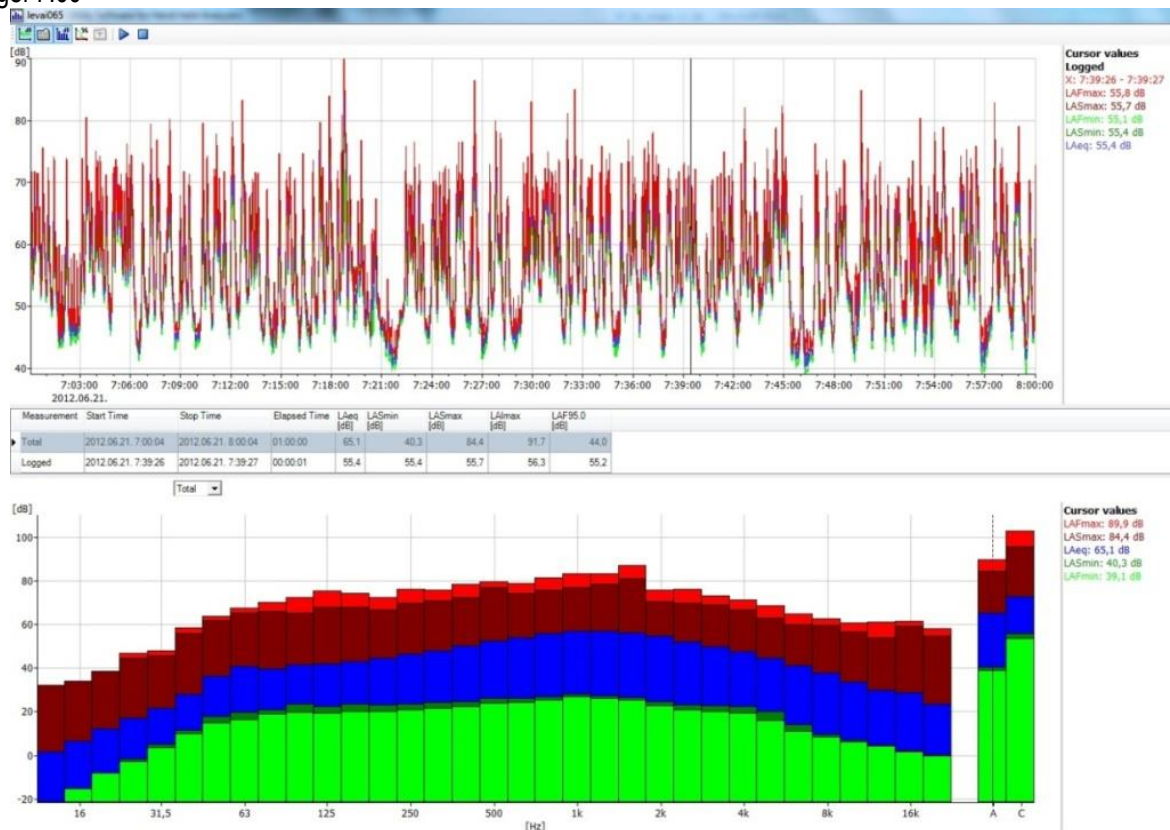 levai065
[dB]
90
80
70
60
50
40
7:03:00 7:06:00 7:09:00 7:12:00 7:15:00 7:18:00 7:21:00 7:24:00 7:27:00 7:30:00 7:33:00 7:36:00 7:39:00 7:42:00 7:45:00 7:48:00 7:51:00 7:54:00 7:57:00 8:00:00
2012.06.21.
Cursor values
Logged
X: 7:39:26 - 7:39:27
LAFmax: 55,8 dB
LASmax: 55,7 dB
LAFmin: 55,1 dB
LASmin: 55,4 dB
LAeq: 55,4 dB
Measurement Start Time Stop Time Elapsed Time LAeq LASmin LASmax LAImax LAF95.0
[dB] [dB] [dB] [dB] [dB]
Total 2012.06.21. 7:00:04 2012.06.21. 8:00:04 01:00:00 65,1 40,3 84,4 91,7 44,0
Logged 2012.06.21. 7:39:26 2012.06.21. 7:39:27 00:00:01 55,4 55,4 55,7 56,3 55,2
Total
[dB]
100
80
60
40
20
0
-20
16 31,5 63 125 250 500 1k 2k 4k 8k 16k A C
[Hz]
Cursor values
LAFmax: 89,9 dB
LASmax: 84,4 dB
LAeq: 65,1 dB
LASmin: 40,3 dB
LAFmin: 39,1 dB